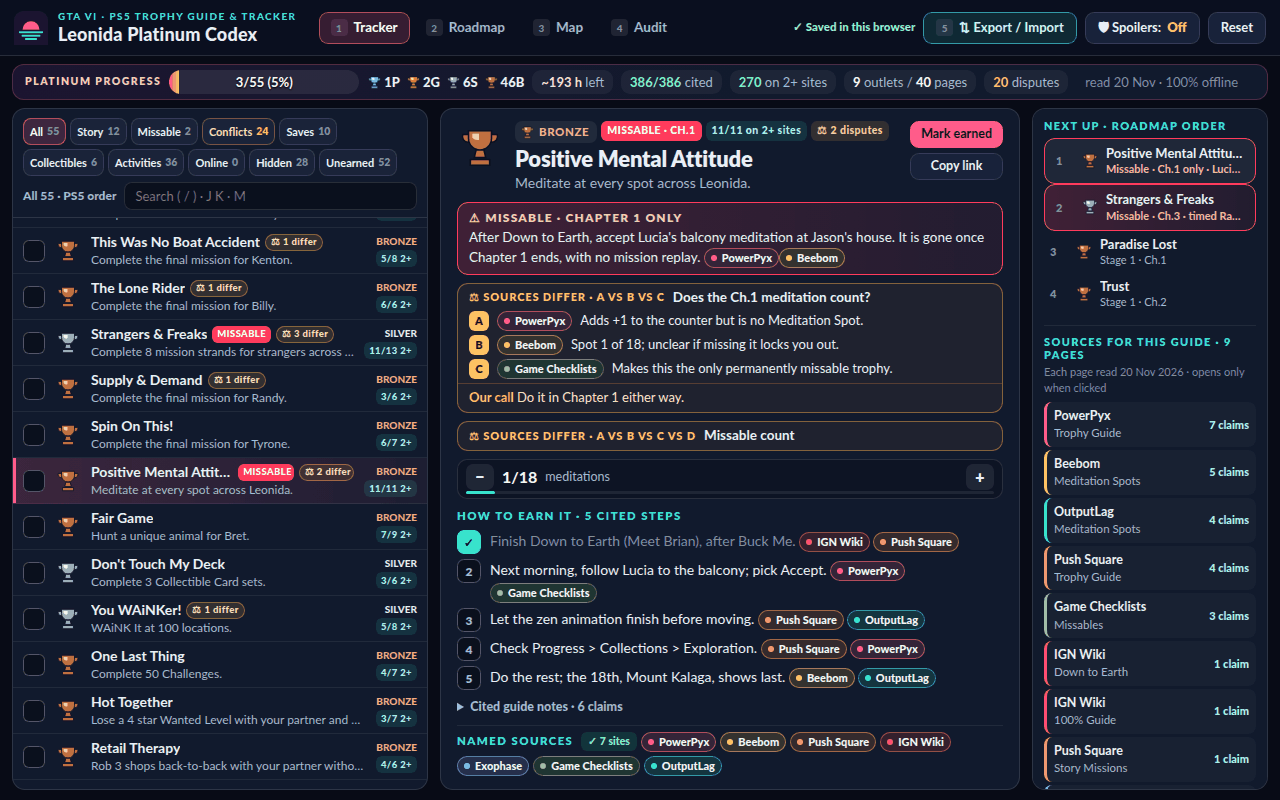 GTA VI · PS5 TROPHY GUIDE & TRACKER
Leonida Platinum Codex
1 Tracker
2 Roadmap
3 Map
4 Audit
✓ Saved in this browser
5 ⇅ Export / Import
Spoilers: Off
Reset
PLATINUM PROGRESS
3/55 (5%)
1P 2G 6S 46B
~193 h left
386/386 cited
270 on 2+ sites
9 outlets / 40 pages
20 disputes
read 20 Nov · 100% offline
All 55
Story 12
Missable 2
Conflicts 24
Saves 10
Collectibles 6
Activities 36
Online 0
Hidden 28
Unearned 52
All 55 · PS5 order
Search ( / ) · J K · M
This Was No Boat Accident ⚖ 1 differ BRONZE
Complete the final mission for Kenton. 5/8 2+
The Lone Rider ⚖ 1 differ BRONZE
Complete the final mission for Billy. 6/6 2+
Strangers & Freaks MISSABLE ⚖ 3 differ SILVER
Complete 8 mission strands for strangers across ... 11/13 2+
Supply & Demand ⚖ 1 differ BRONZE
Complete the final mission for Randy. 3/6 2+
Spin On This! BRONZE
Complete the final mission for Tyrone. 6/7 2+
Positive Mental Attit... MISSABLE ⚖ 2 differ BRONZE
Meditate at every spot across Leonida. 11/11 2+
Fair Game BRONZE
Hunt a unique animal for Bret. 7/9 2+
Don't Touch My Deck SILVER
Complete 3 Collectible Card sets. 3/6 2+
You WAiNKer! ⚖ 1 differ SILVER
WAiNK It at 100 locations. 5/8 2+
One Last Thing BRONZE
Complete 50 Challenges. 4/7 2+
Hot Together BRONZE
Lose a 4 star Wanted Level with your partner and ... 3/7 2+
Retail Therapy BRONZE
Rob 3 shops back-to-back with your partner witho... 4/6 2+
BRONZE
MISSABLE · CH.1
11/11 on 2+ sites
⚖ 2 disputes
Positive Mental Attitude
Meditate at every spot across Leonida.
Mark earned
Copy link
⚠ MISSABLE · CHAPTER 1 ONLY
After Down to Earth, accept Lucia's balcony meditation at Jason's house. It is gone once
Chapter 1 ends, with no mission replay. PowerPyx Beebom
⚖ SOURCES DIFFER · A VS B VS C Does the Ch.1 meditation count?
A PowerPyx Adds +1 to the counter but is no Meditation Spot.
B Beebom Spot 1 of 18; unclear if missing it locks you out.
C Game Checklists Makes this the only permanently missable trophy.
Our call Do it in Chapter 1 either way.
⚖ SOURCES DIFFER · A VS B VS C VS D Missable count
− 1/18 meditations +
HOW TO EARN IT · 5 CITED STEPS
✓ Finish Down to Earth (Meet Brian), after Buck Me. IGN Wiki Push Square
2 Next morning, follow Lucia to the balcony; pick Accept. PowerPyx
Game Checklists
3 Let the zen animation finish before moving. Push Square OutputLag
4 Check Progress > Collections > Exploration. Push Square PowerPyx
5 Do the rest; the 18th, Mount Kalaga, shows last. Beebom OutputLag
▶ Cited guide notes · 6 claims
NAMED SOURCES ✓ 7 sites PowerPyx Beebom Push Square IGN Wiki
Exophase Game Checklists OutputLag
NEXT UP · ROADMAP ORDER
1 Positive Mental Attitu...
Missable · Ch.1 only · Luci...
2 Strangers & Freaks
Missable · Ch.3 · timed Ra...
3 Paradise Lost
Stage 1 · Ch.1
4 Trust
Stage 1 · Ch.2
SOURCES FOR THIS GUIDE · 9
PAGES
Each page read 20 Nov 2026 · opens only
when clicked
PowerPyx
Trophy Guide 7 claims
Beebom
Meditation Spots 5 claims
OutputLag
Meditation Spots 4 claims
Push Square
Trophy Guide 4 claims
Game Checklists
Missables 3 claims
IGN Wiki
Down to Earth 1 claim
IGN Wiki
100% Guide 1 claim
Push Square
Story Missions 1 claim